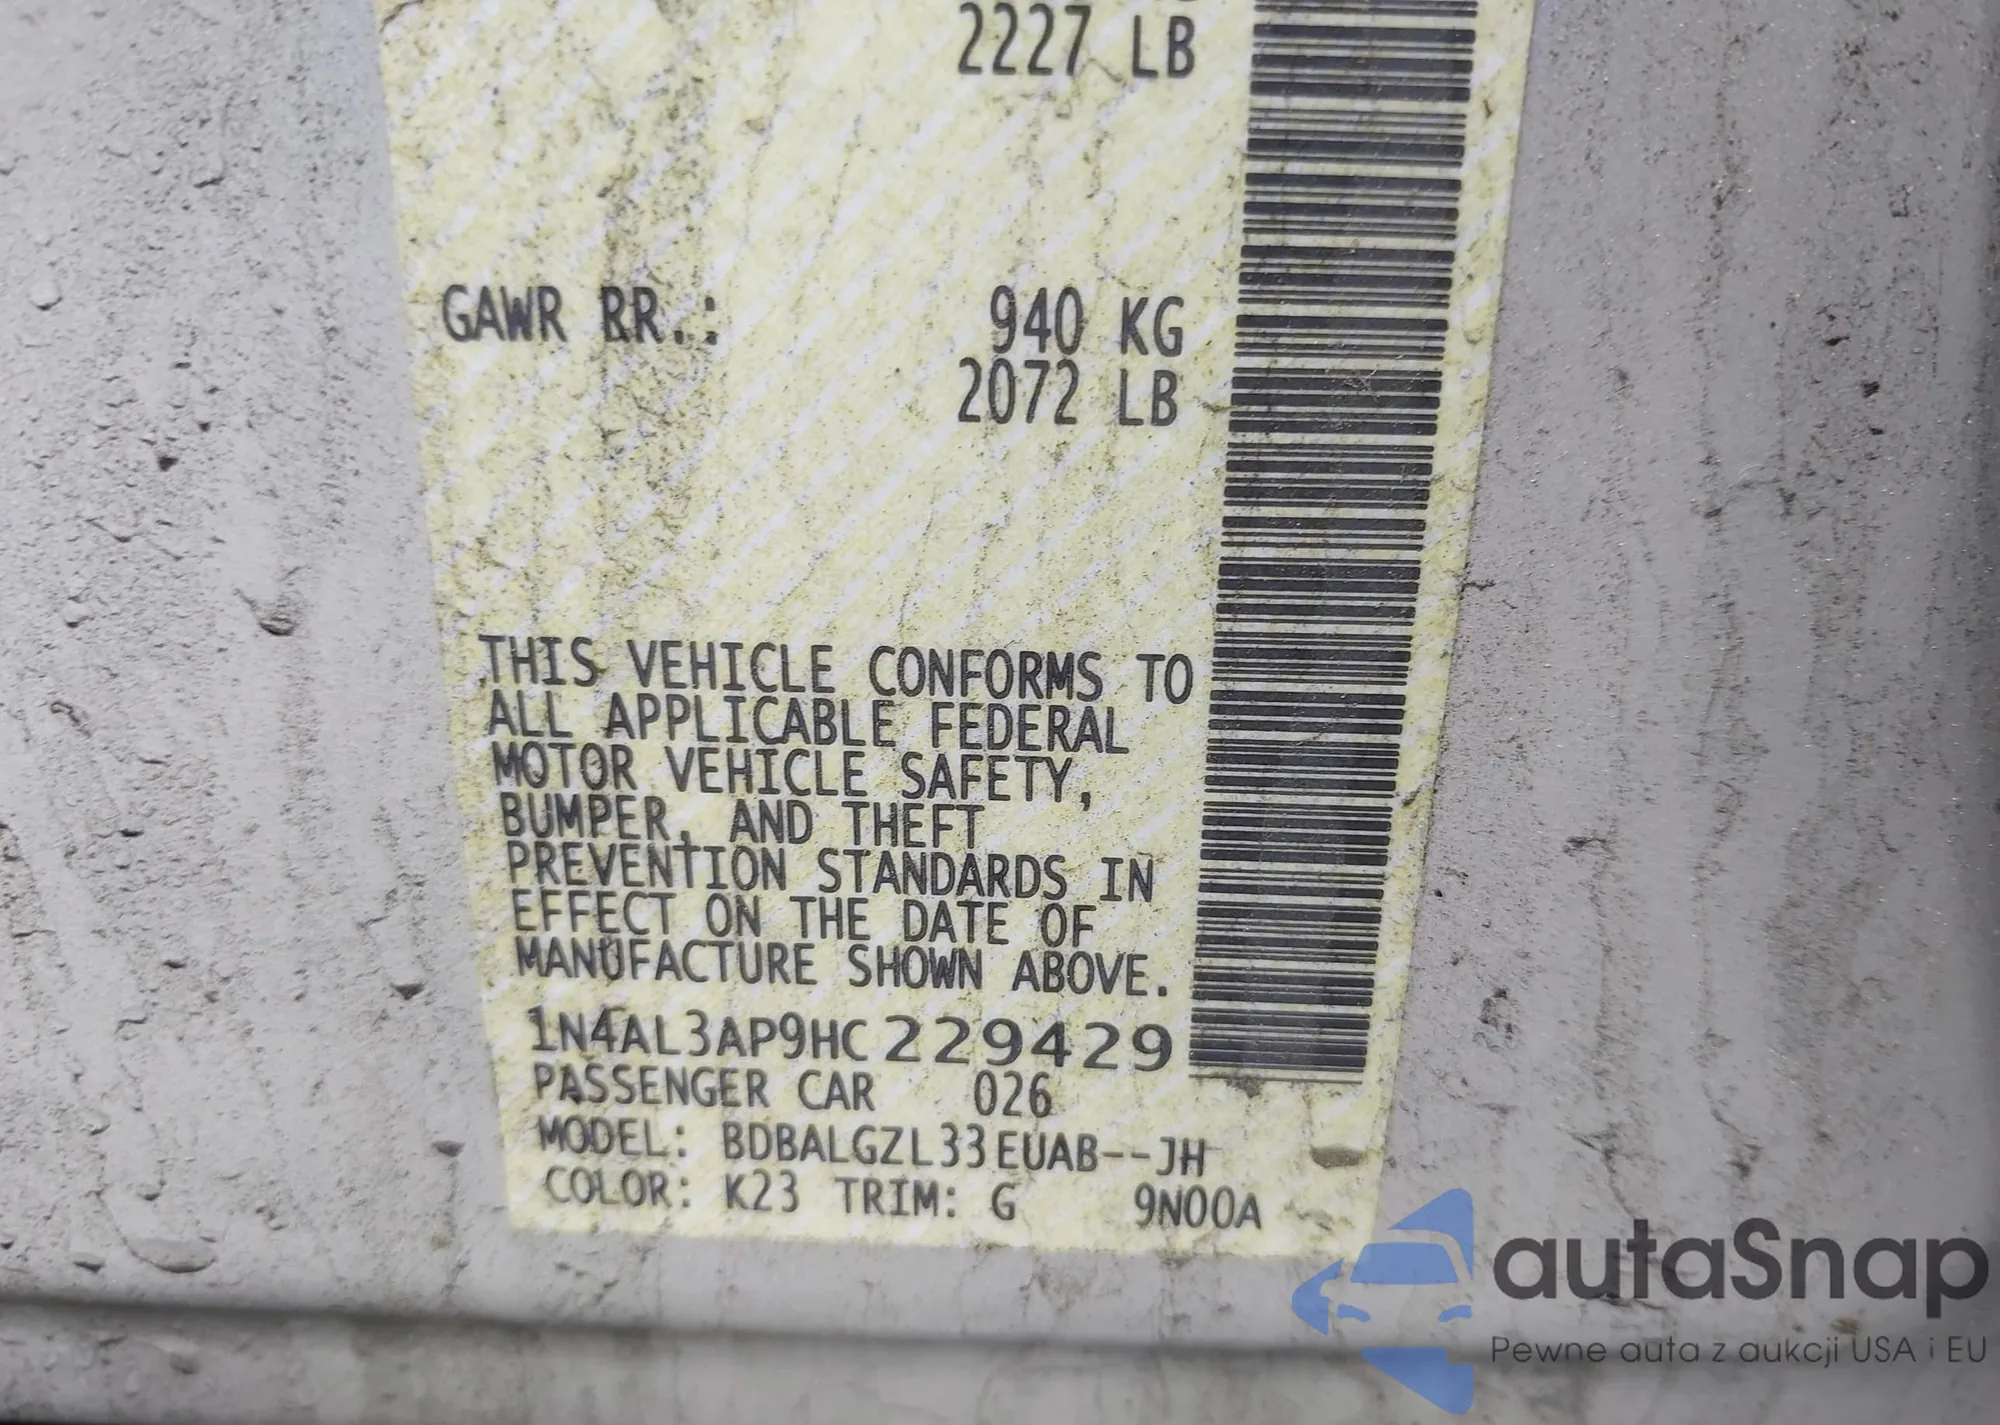 2227 LB
GAWR RR.: 940 KG
2072 LB
THIS VEHICLE CONFORMS TO
ALL APPLICABLE FEDERAL
MOTOR VEHICLE SAFETY,
BUMPER, AND THEFT
PREVENTION STANDARDS IN
EFFECT ON THE DATE OF
MANUFACTURE SHOWN ABOVE.
1N4AL3AP9HC229429
PASSENGER CAR 026
MODEL: BDBALGZL33EUAB--JH
COLOR: K23 TRIM: G 9N00A
autaSnap
Pewne auta z aukcji USA i EU